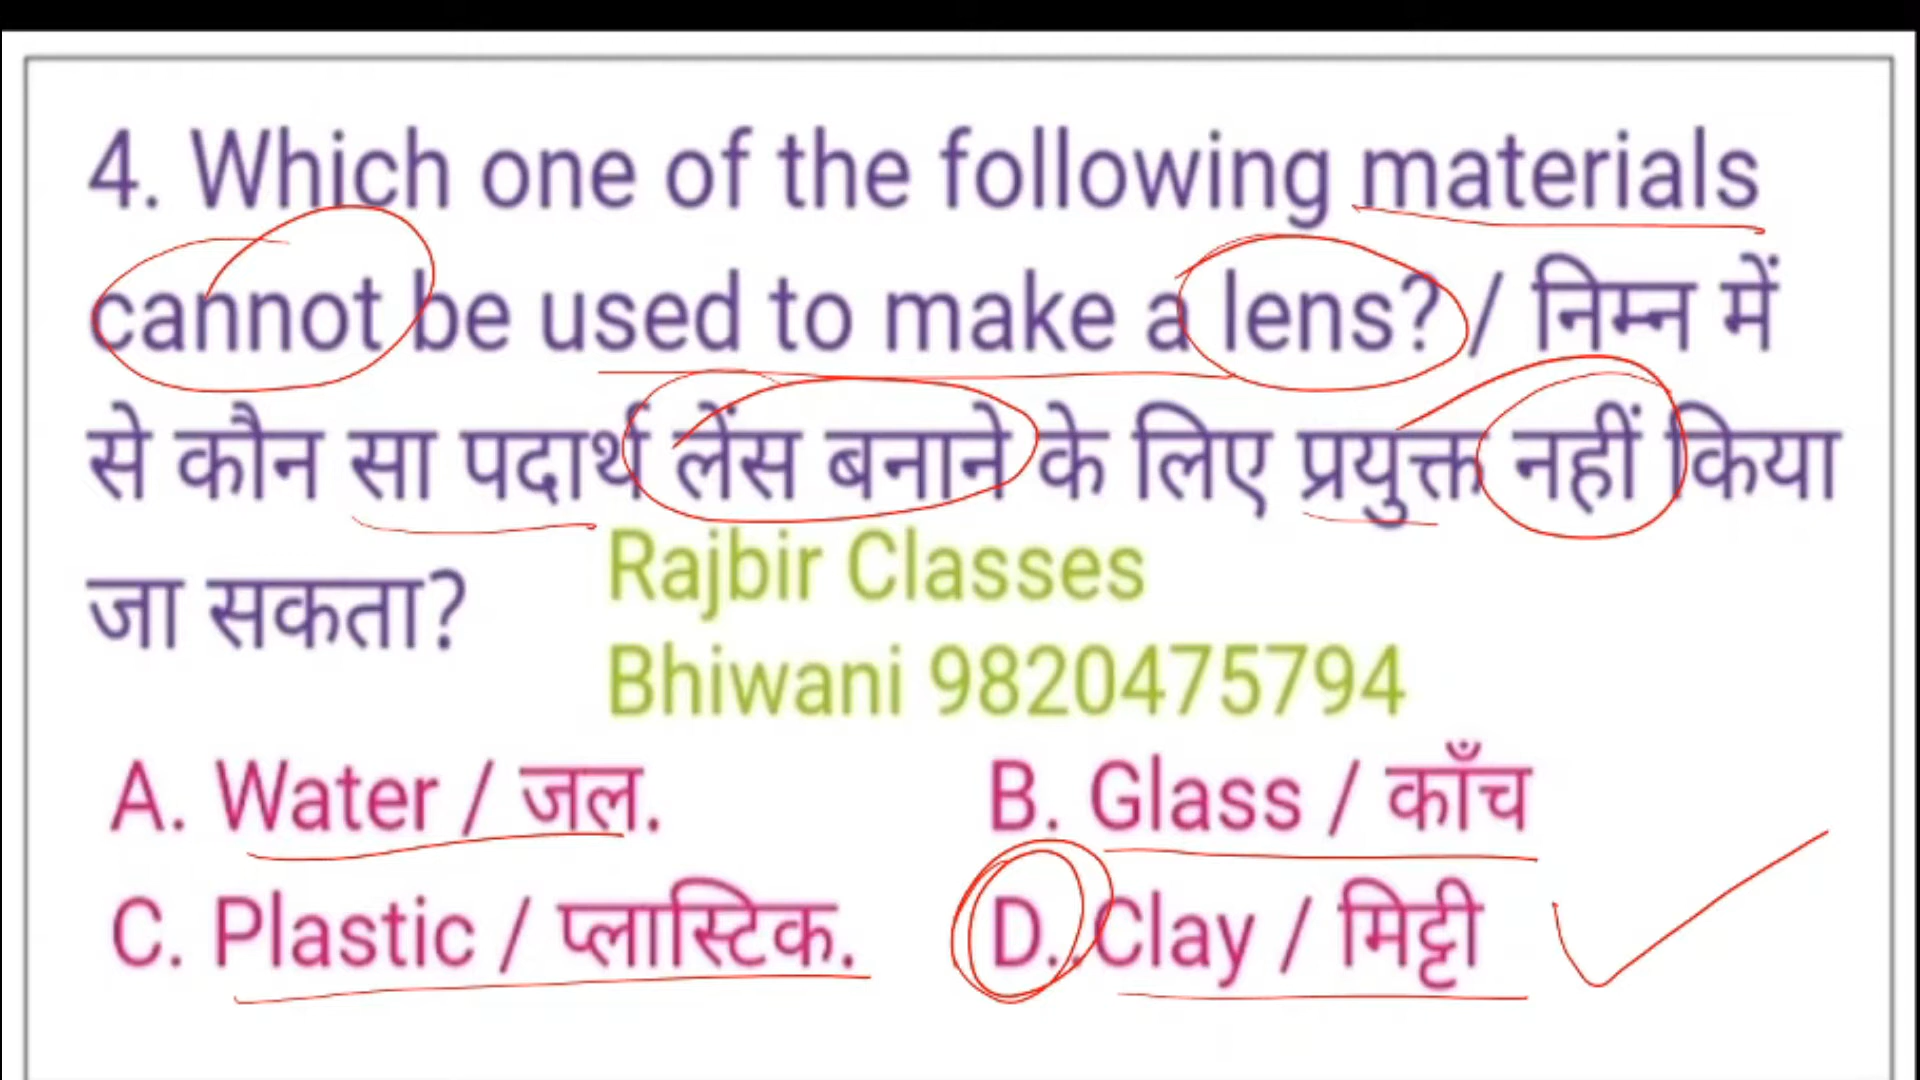 4. Which one of the following materials
cannot be used to make a lens? / निम्न में
से कौन सा पदार्थ लेंस बनाने के लिए प्रयुक्त नहीं किया
जा सकता?
Rajbir Classes
Bhiwani 9820475794
A. Water / जल.
B. Glass / काँच
C. Plastic / प्लास्टिक.
D. Clay / मिट्टी